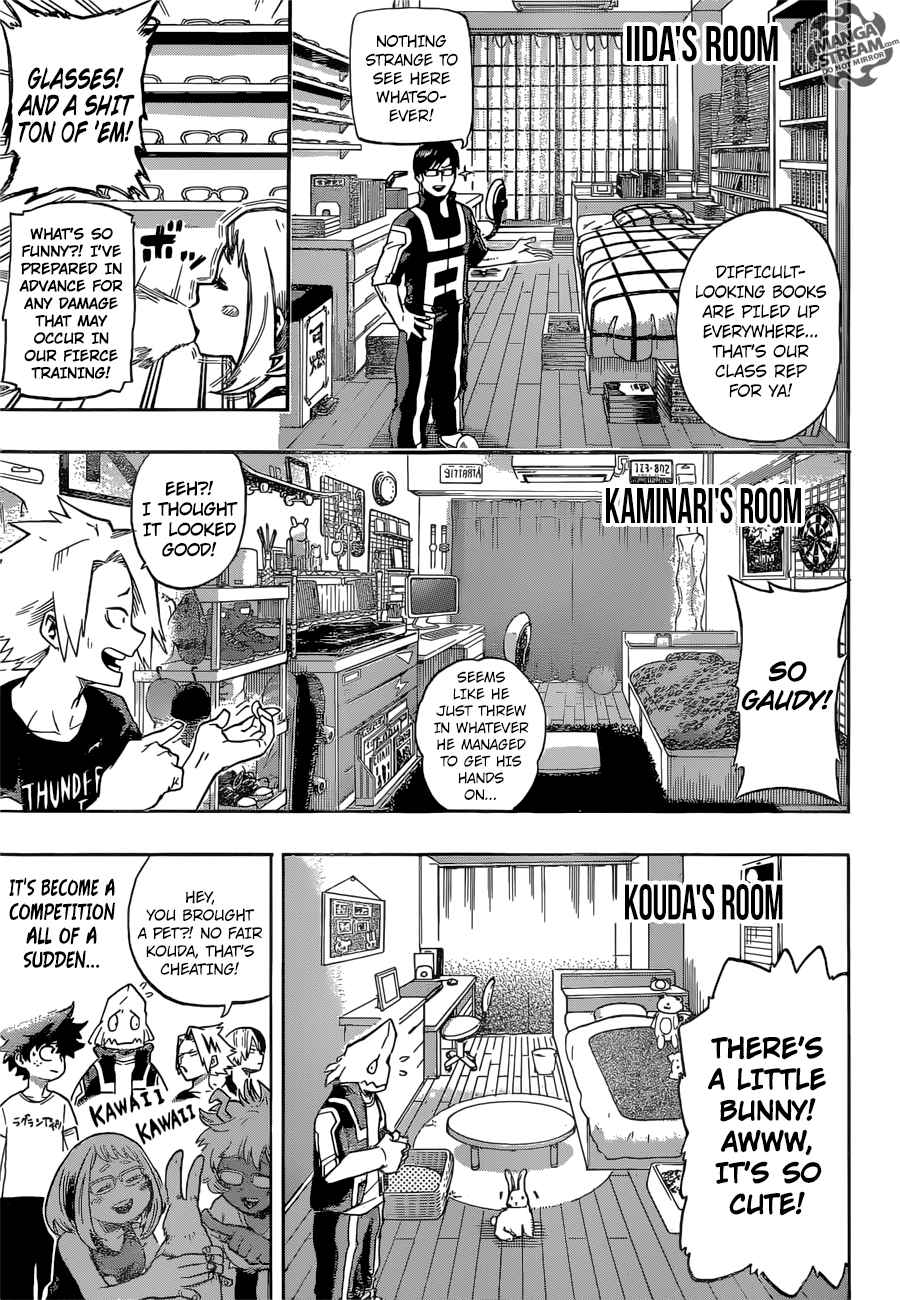 IIDA'S ROOM
MANGA
STREAM.com
DO NOT MIRROR
NOTHING
STRANGE TO
SEE HERE
WHATSO-
EVER!
DIFFICULT-
LOOKING BOOKS
ARE PILED UP
EVERYWHERE...
THAT'S OUR
CLASS REP
FOR YA!
GLASSES!
AND A SHIT
TON OF 'EM!
WHAT'S SO
FUNNY?! I'VE
PREPARED IN
ADVANCE FOR
ANY DAMAGE
THAT MAY
OCCUR IN
OUR FIERCE
TRAINING!
KAMINARI'S ROOM
SO
GAUDY!
SEEMS
LIKE HE
JUST THREW
IN WHATEVER
HE MANAGED
TO GET HIS
HANDS
ON...
EEH?!
I THOUGHT
IT LOOKED
GOOD!
KOUDA'S ROOM
THERE'S
A LITTLE
BUNNY!
AWWW,
IT'S SO
CUTE!
HEY,
YOU BROUGHT
A PET?! NO FAIR
KOUDA, THAT'S
CHEATING!
IT'S BECOME A
COMPETITION
ALL OF A
SUDDEN...
KAWAII
KAWAII